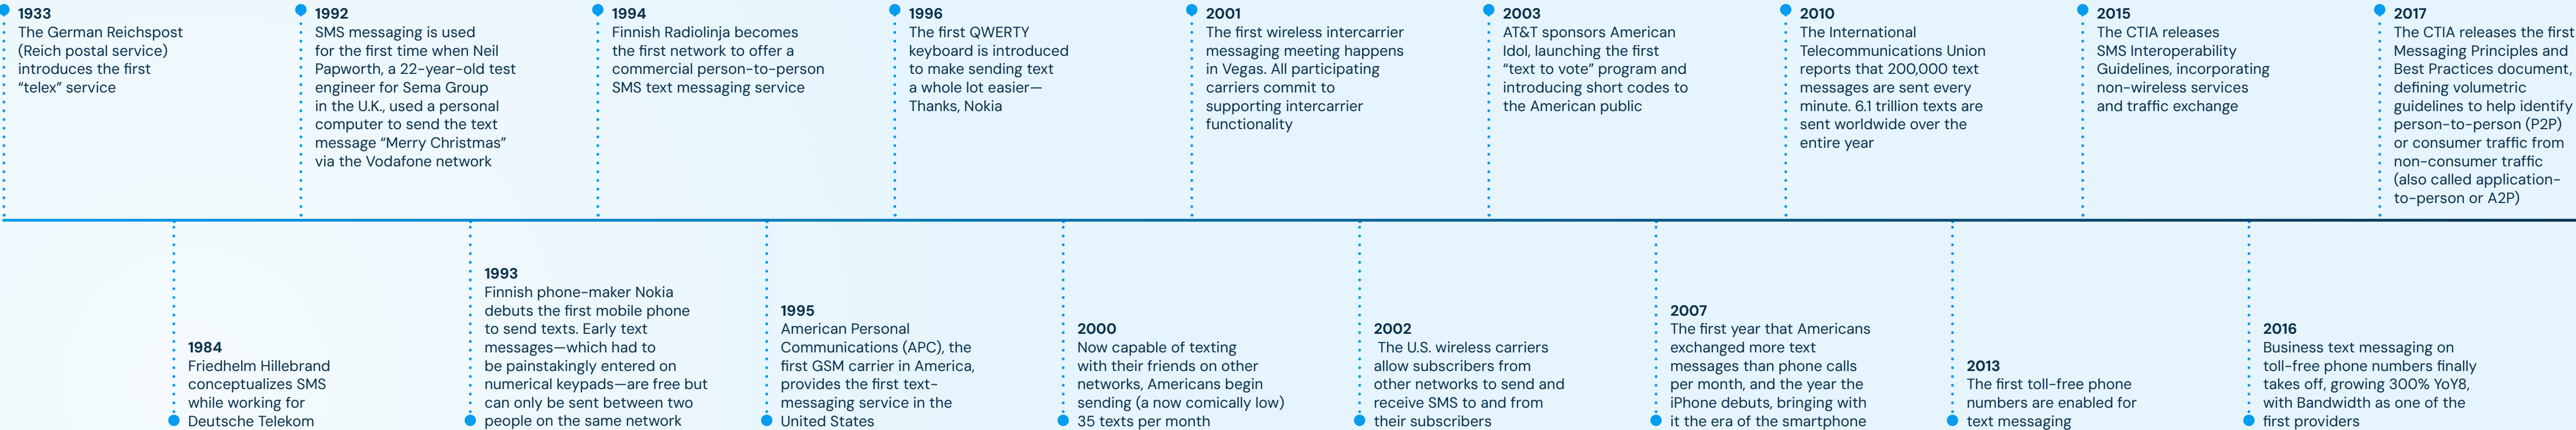 1933
The German Reichspost
(Reich postal service)
introduces the first
“telex” service
1992
SMS messaging is used
for the first time when Neil
Papworth, a 22-year-old test
engineer for Sema Group
in the U.K., used a personal
computer to send the text
message “Merry Christmas”
via the Vodafone network
1994
Finnish Radiolinja becomes
the first network to offer a
commercial person-to-person
SMS text messaging service
1996
The first QWERTY
keyboard is introduced
to make sending text
a whole lot easier—
Thanks, Nokia
2001
The first wireless intercarrier
messaging meeting happens
in Vegas. All participating
carriers commit to
supporting intercarrier
functionality
2003
AT&T sponsors American
Idol, launching the first
“text to vote” program and
introducing short codes to
the American public
2010
The International
Telecommunications Union
reports that 200,000 text
messages are sent every
minute. 6.1 trillion texts are
sent worldwide over the
entire year
2015
The CTIA releases
SMS Interoperability
Guidelines, incorporating
non-wireless services
and traffic exchange
2017
The CTIA releases the first
Messaging Principles and
Best Practices document,
defining volumetric
guidelines to help identify
person-to-person (P2P)
or consumer traffic from
non-consumer traffic
(also called application-
to-person or A2P)
1984
Friedhelm Hillebrand
conceptualizes SMS
while working for
Deutsche Telekom
1993
Finnish phone-maker Nokia
debuts the first mobile phone
to send texts. Early text
messages—which had to
be painstakingly entered on
numerical keypads—are free but
can only be sent between two
people on the same network
1995
American Personal
Communications (APC), the
first GSM carrier in America,
provides the first text-
messaging service in the
United States
2000
Now capable of texting
with their friends on other
networks, Americans begin
sending (a now comically low)
35 texts per month
2002
The U.S. wireless carriers
allow subscribers from
other networks to send and
receive SMS to and from
their subscribers
2007
The first year that Americans
exchanged more text
messages than phone calls
per month, and the year the
iPhone debuts, bringing with
it the era of the smartphone
2013
The first toll-free phone
numbers are enabled for
text messaging
2016
Business text messaging on
toll-free phone numbers finally
takes off, growing 300% YoY8,
with Bandwidth as one of the
first providers